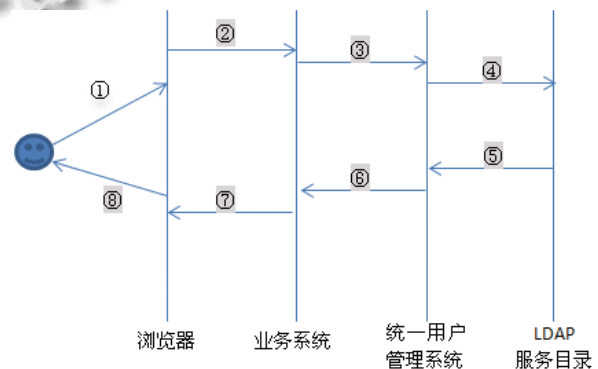 ②
③
④
①
⑤
⑥
⑧
⑦
浏览器
业务系统
统一用户
管理系统
LDAP
服务目录